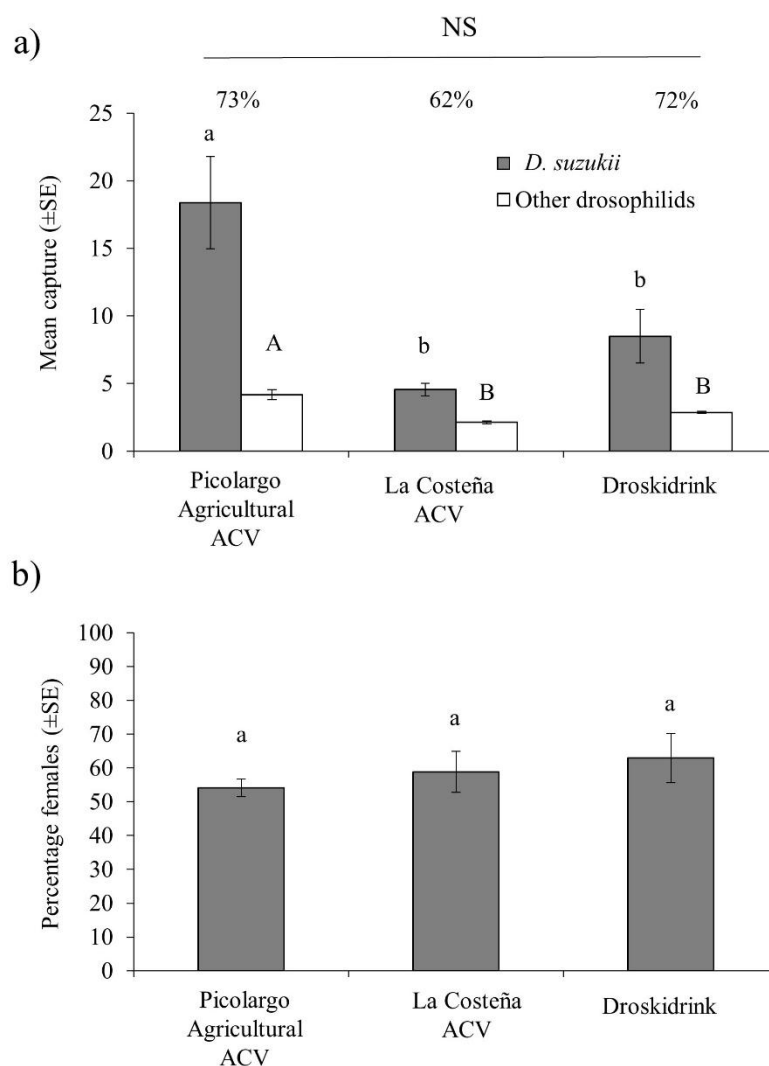 a)
NS
73% 62% 72%
25
20
15
10
5
0
Mean capture (±SE)
a
A
b
B
b
B
D. suzukii
Other drosophilids
Picolargo
Agricultural
ACV
La Costeña
ACV
Droskidrink
b)
100
90
80
70
60
50
40
30
20
10
0
Percentage females (±SE)
a
a
a
Picolargo
Agricultural
ACV
La Costeña
ACV
Droskidrink